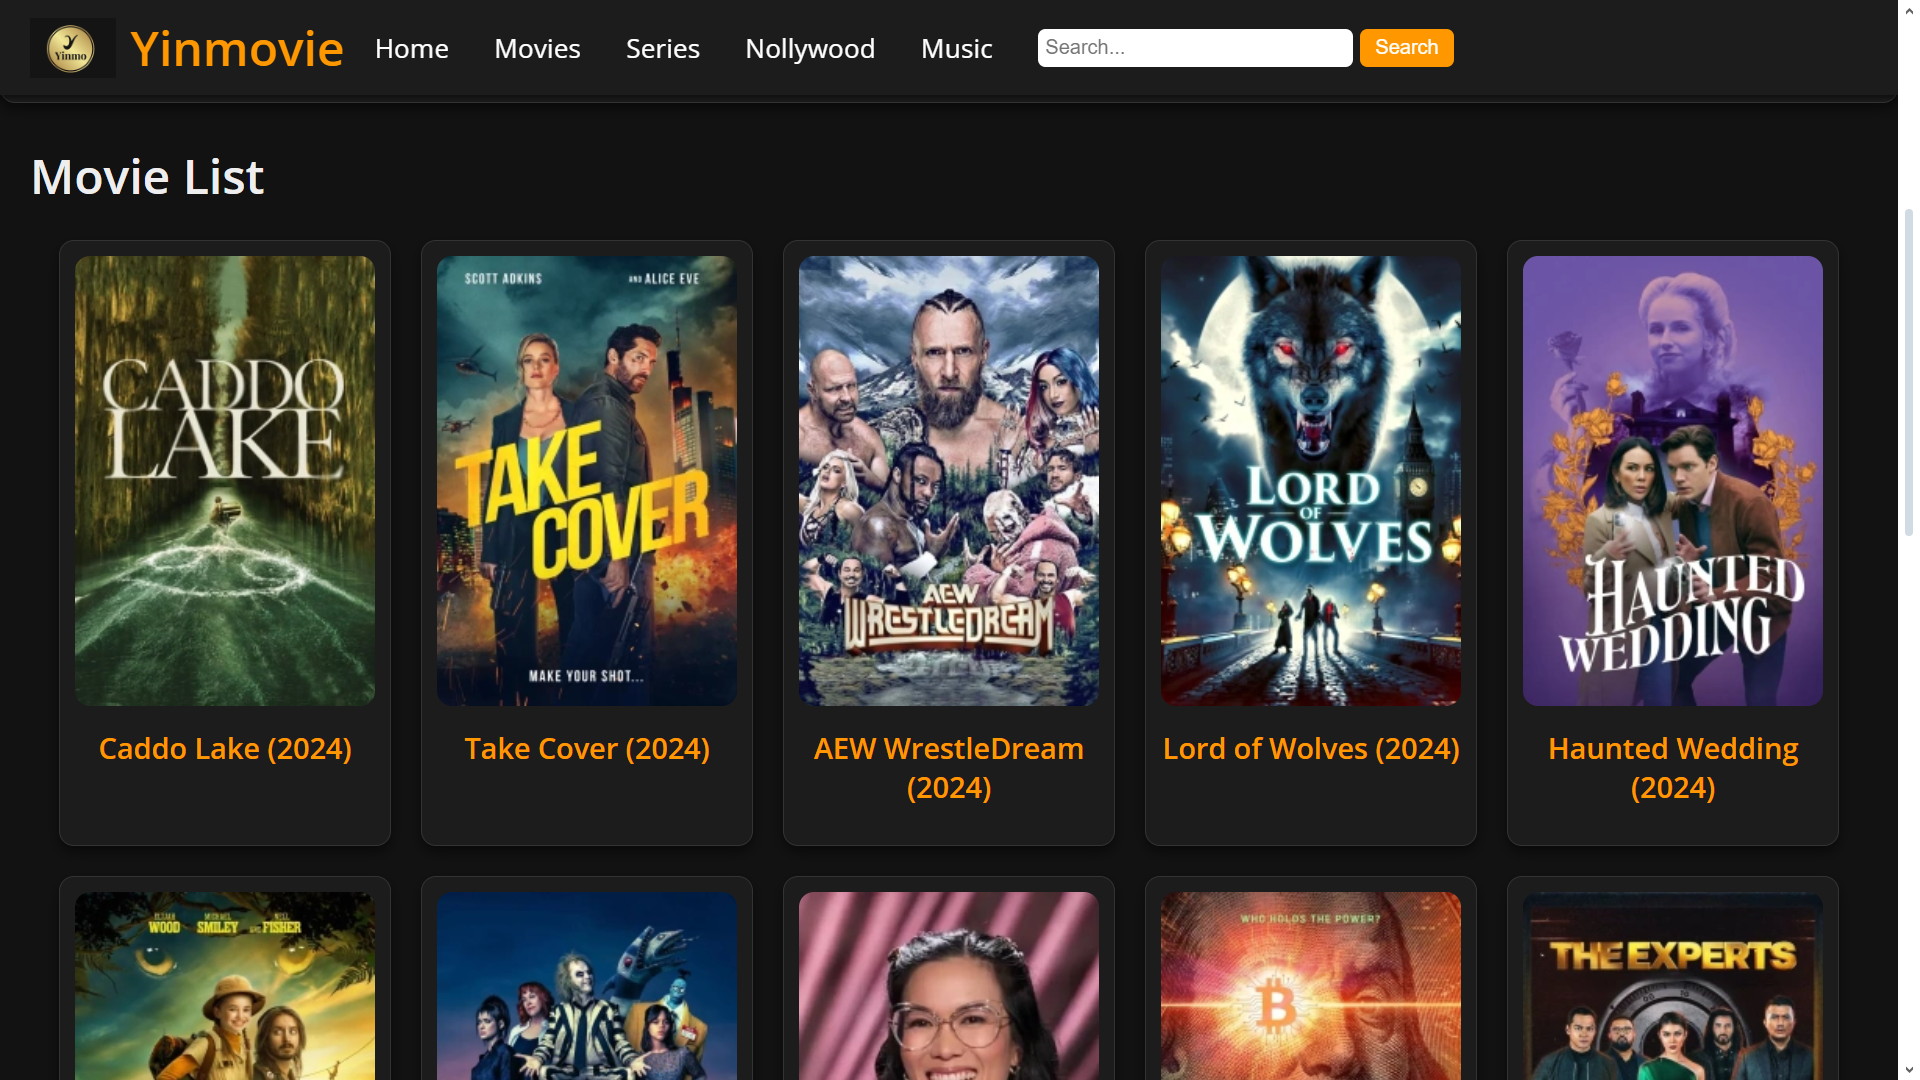 Yinmo
Yinmovie
Home
Movies
Series
Nollywood
Music
Search...
Search
Movie List
CADDO
LAKE
SCOTT ADKINS
AND ALICE EVE
TAKE
COVER
MAKE YOUR SHOT...
AEW
WRESTLEDREAM
LORD
OF
WOLVES
HAUNTED
WEDDING
Caddo Lake (2024)
Take Cover (2024)
AEW WrestleDream
(2024)
Lord of Wolves (2024)
Haunted Wedding
(2024)
ELIJAH MICHAEL NELL
WOOD SMILEY FISHER
WHO HOLDS THE POWER?
THE EXPERTS